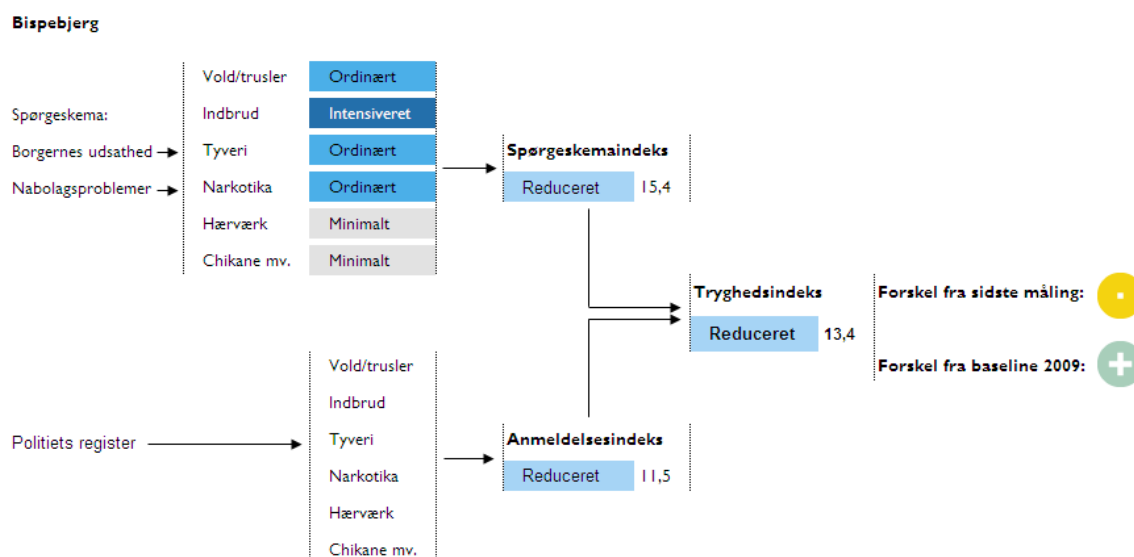 Bispebjerg
Spørgeskema:
Borgernes udsathed
Nabolagsproblemer
Vold/trusler Ordinært
Indbrud Intensiveret
Tyveri Ordinært
Narkotika Ordinært
Hærværk Minimalt
Chikane mv. Minimalt
Spørgeskemaindeks
Reduceret 15,4
Tryghedsindeks
Reduceret 13,4
Forskel fra sidste måling:
Forskel fra baseline 2009:
Politiets register
Vold/trusler
Indbrud
Tyveri
Narkotika
Hærværk
Chikane mv.
Anmeldelsesindeks
Reduceret 11,5